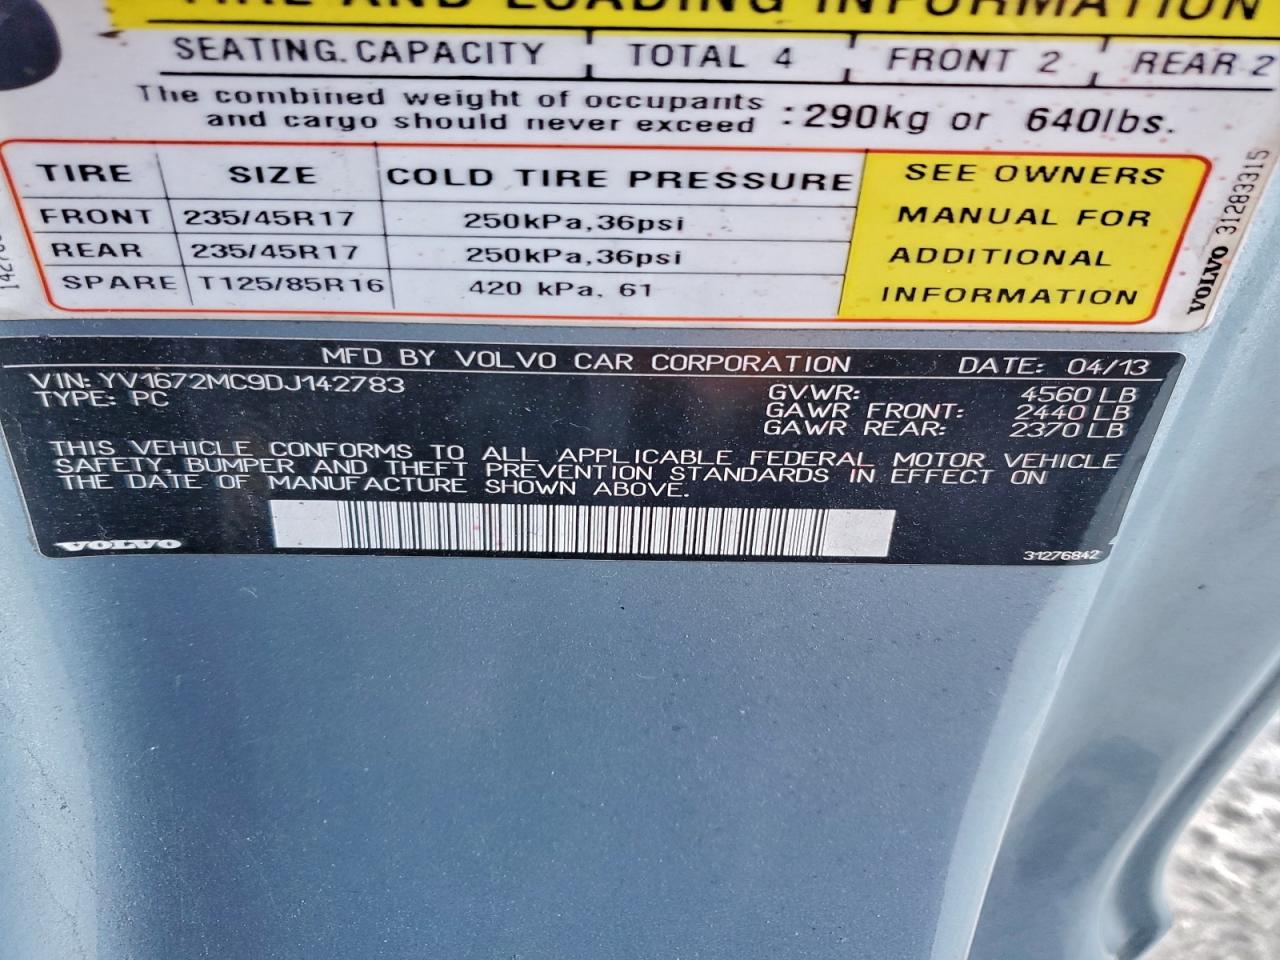 TIRE AND LOADING INFORMATION
SEATING CAPACITY TOTAL 4 FRONT 2 REAR 2
The combined weight of occupants
and cargo should never exceed :290kg or 640lbs.
TIRE SIZE COLD TIRE PRESSURE
FRONT 235/45R17 250kPa,36psi
REAR 235/45R17 250kPa,36psi
SPARE T125/85R16 420 kPa, 61
SEE OWNERS
MANUAL FOR
ADDITIONAL
INFORMATION
VOLVO 31283315
MFD BY VOLVO CAR CORPORATION DATE: 04/13
VIN: YV1672MC9DJ142783
TYPE: PC
GVWR: 4560 LB
GAWR FRONT: 2440 LB
GAWR REAR: 2370 LB
THIS VEHICLE CONFORMS TO ALL APPLICABLE FEDERAL MOTOR VEHICLE
SAFETY, BUMPER AND THEFT PREVENTION STANDARDS IN EFFECT ON
THE DATE OF MANUFACTURE SHOWN ABOVE.
VOLVO
31276842